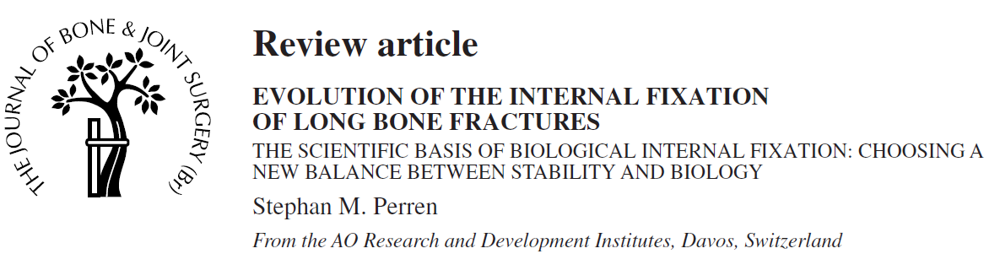 THE JOURNAL OF BONE & JOINT SURGERY (Br)
Review article
EVOLUTION OF THE INTERNAL FIXATION
OF LONG BONE FRACTURES
THE SCIENTIFIC BASIS OF BIOLOGICAL INTERNAL FIXATION: CHOOSING A
NEW BALANCE BETWEEN STABILITY AND BIOLOGY
Stephan M. Perren
From the AO Research and Development Institutes, Davos, Switzerland